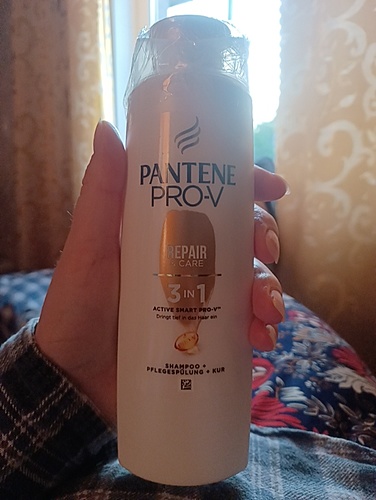 PANTENE
PRO-V
REPAIR
& CARE
3 IN 1
ACTIVE SMART PRO-V™
Dringt tief in das Haar ein
SHAMPOO +
PFLEGESPÜLUNG + KUR